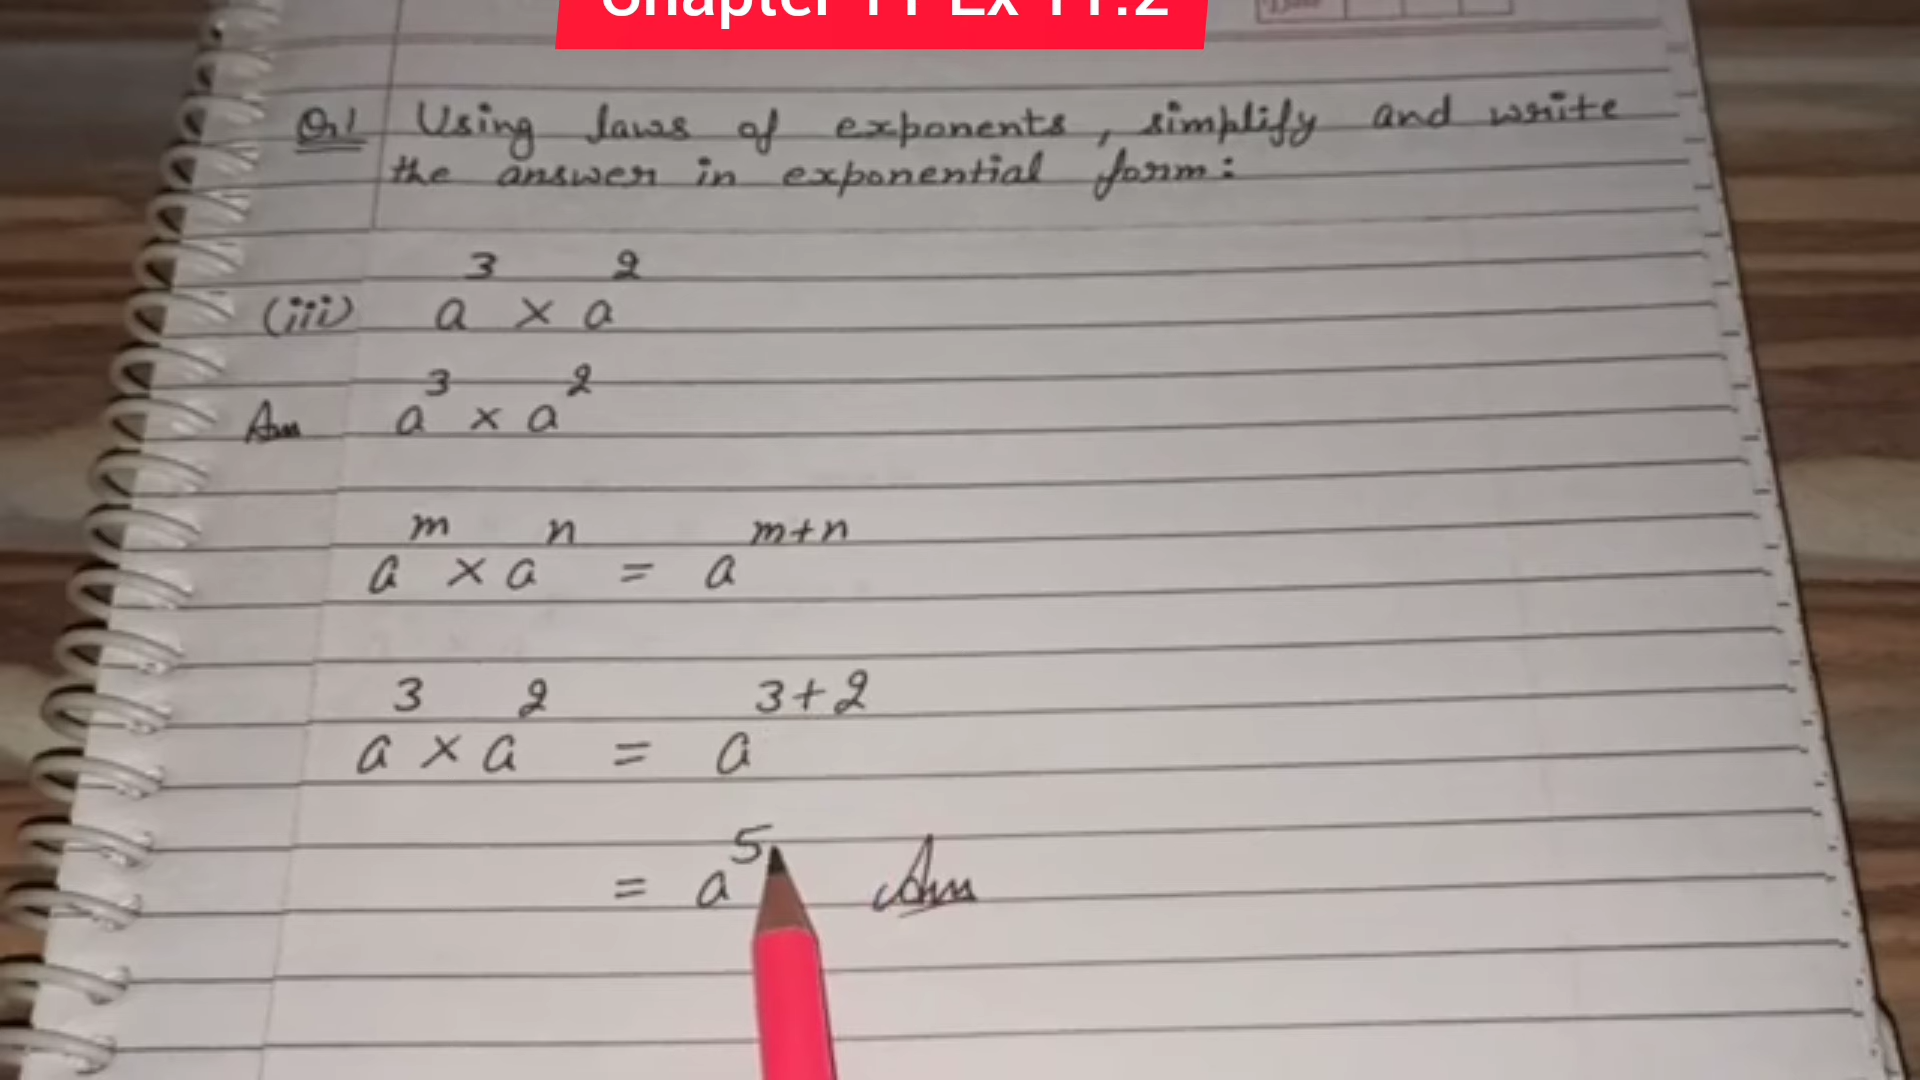 Chapter 11 Ex 11.2
Q1 Using laws of exponents, simplify and write
the answer in exponential form:
(iii) a³ × a²
Ans a³ × a²
aᵐ × aⁿ = aᵐ⁺ⁿ
a³ × a² = a³⁺²
= a⁵ Ans